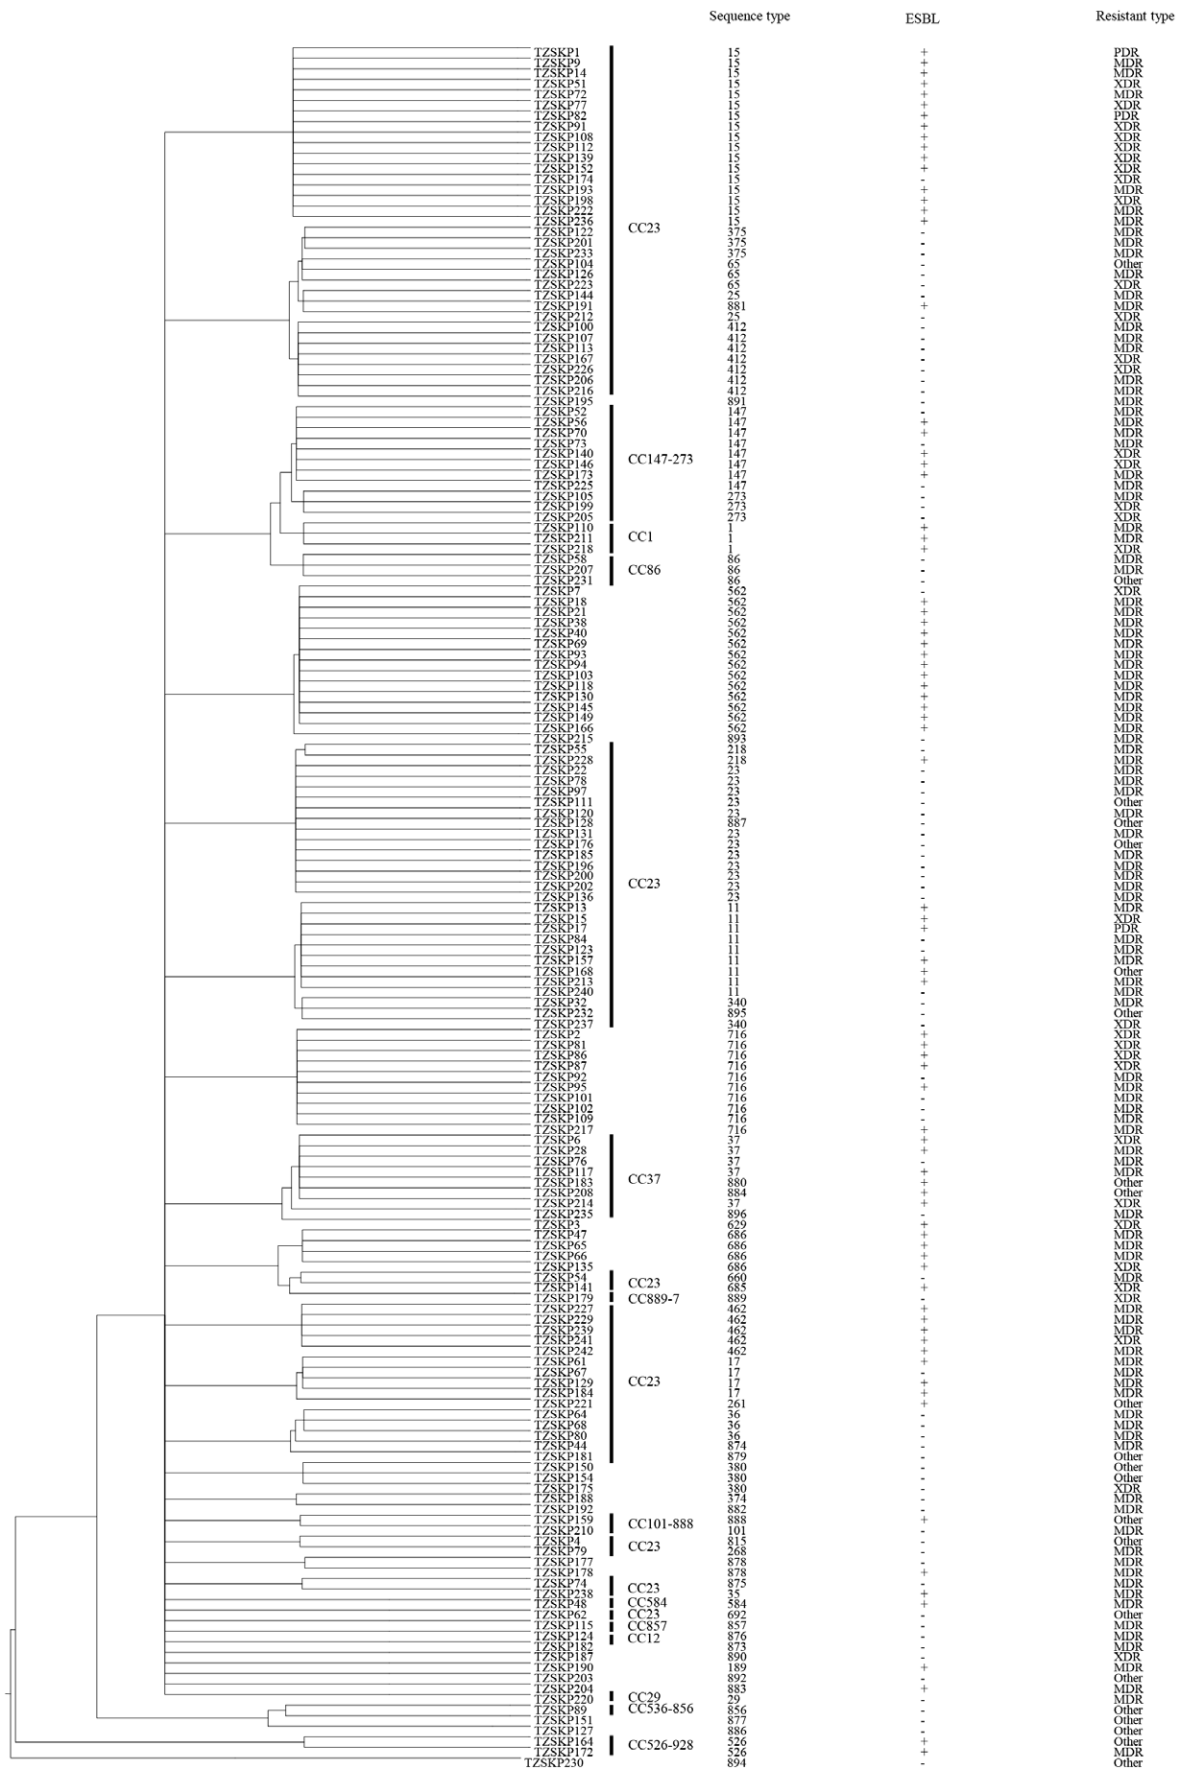 Sequence type ESBL Resistant type
TZSKP1 15 + PDR
TZSKP9 15 + MDR
TZSKP14 15 + MDR
TZSKP51 15 + XDR
TZSKP72 15 + MDR
TZSKP77 15 + XDR
TZSKP82 15 + PDR
TZSKP91 15 + XDR
TZSKP108 15 + XDR
TZSKP112 15 + XDR
TZSKP139 15 + XDR
TZSKP152 15 + XDR
TZSKP174 15 - XDR
TZSKP193 15 + MDR
TZSKP198 15 + XDR
TZSKP222 15 + MDR
TZSKP236 15 + MDR
CC23
TZSKP122 375 - MDR
TZSKP201 375 - MDR
TZSKP233 375 - MDR
TZSKP104 65 - Other
TZSKP126 65 - MDR
TZSKP223 65 - XDR
TZSKP144 25 - MDR
TZSKP191 881 + MDR
TZSKP212 25 - XDR
TZSKP100 412 - MDR
TZSKP107 412 - MDR
TZSKP113 412 - MDR
TZSKP167 412 - XDR
TZSKP226 412 - XDR
TZSKP206 412 - MDR
TZSKP216 412 - MDR
TZSKP195 891 - MDR
TZSKP52 147 - MDR
TZSKP56 147 + MDR
TZSKP70 147 + MDR
TZSKP73 147 - MDR
TZSKP140 147 + XDR
TZSKP146 CC147-273 147 + XDR
TZSKP173 147 + MDR
TZSKP225 147 - MDR
TZSKP105 273 - MDR
TZSKP199 273 - XDR
TZSKP205 273 - XDR
TZSKP110 1 + MDR
TZSKP211 CC1 1 + MDR
TZSKP218 1 + XDR
TZSKP58 86 - MDR
TZSKP207 CC86 86 - MDR
TZSKP231 86 - Other
TZSKP7 562 - XDR
TZSKP18 562 + MDR
TZSKP21 562 + MDR
TZSKP38 562 + MDR
TZSKP40 562 + MDR
TZSKP69 562 + MDR
TZSKP93 562 + MDR
TZSKP94 562 + MDR
TZSKP103 562 + MDR
TZSKP118 562 + MDR
TZSKP130 562 + MDR
TZSKP145 562 + MDR
TZSKP149 562 + MDR
TZSKP166 562 + MDR
TZSKP215 893 - MDR
TZSKP55 218 - MDR
TZSKP228 218 + MDR
TZSKP22 23 - MDR
TZSKP78 23 - MDR
TZSKP97 23 - MDR
TZSKP111 23 - Other
TZSKP120 23 - MDR
TZSKP128 887 - Other
TZSKP131 23 - MDR
TZSKP176 23 - Other
TZSKP185 23 - MDR
TZSKP196 23 - MDR
TZSKP200 23 - MDR
TZSKP202 CC23 23 - MDR
TZSKP136 23 - MDR
TZSKP13 11 + MDR
TZSKP15 11 + XDR
TZSKP17 11 + PDR
TZSKP84 11 - MDR
TZSKP123 11 - MDR
TZSKP157 11 + MDR
TZSKP168 11 + Other
TZSKP213 11 + MDR
TZSKP240 11 - MDR
TZSKP32 340 - MDR
TZSKP232 895 - Other
TZSKP237 340 - XDR
TZSKP2 716 + XDR
TZSKP81 716 + XDR
TZSKP86 716 + XDR
TZSKP87 716 + XDR
TZSKP92 716 - MDR
TZSKP95 716 + MDR
TZSKP101 716 - MDR
TZSKP102 716 - MDR
TZSKP109 716 - MDR
TZSKP217 716 + MDR
TZSKP6 37 + XDR
TZSKP28 37 + MDR
TZSKP76 37 - MDR
TZSKP117 37 + MDR
TZSKP183 CC37 880 + Other
TZSKP208 884 + Other
TZSKP214 37 + XDR
TZSKP235 896 - MDR
TZSKP3 629 + XDR
TZSKP47 686 + MDR
TZSKP65 686 + MDR
TZSKP66 686 + MDR
TZSKP135 686 + XDR
TZSKP54 CC23 660 - MDR
TZSKP141 685 + XDR
TZSKP179 CC889-7 889 - XDR
TZSKP227 462 + MDR
TZSKP229 462 + MDR
TZSKP239 462 + MDR
TZSKP241 462 + XDR
TZSKP242 462 + MDR
TZSKP61 17 + MDR
TZSKP67 17 - MDR
TZSKP129 CC23 17 + MDR
TZSKP184 17 + MDR
TZSKP221 261 + Other
TZSKP64 36 - MDR
TZSKP68 36 - MDR
TZSKP80 36 - MDR
TZSKP44 874 - MDR
TZSKP181 879 - Other
TZSKP150 380 - Other
TZSKP154 380 - Other
TZSKP175 380 - XDR
TZSKP188 374 - MDR
TZSKP192 882 - MDR
TZSKP159 CC101-888 888 + Other
TZSKP210 101 - MDR
TZSKP4 CC23 815 - Other
TZSKP79 268 - MDR
TZSKP177 878 - MDR
TZSKP178 878 + MDR
TZSKP74 CC23 875 - MDR
TZSKP238 35 + MDR
TZSKP48 CC584 584 + MDR
TZSKP62 CC23 692 - Other
TZSKP115 CC857 857 - MDR
TZSKP124 CC12 876 - MDR
TZSKP182 873 - MDR
TZSKP187 890 - XDR
TZSKP190 189 + MDR
TZSKP203 892 - Other
TZSKP204 883 + MDR
TZSKP220 CC29 29 - MDR
TZSKP89 CC536-856 856 - Other
TZSKP151 877 - Other
TZSKP127 886 - Other
TZSKP164 CC526-928 526 + Other
TZSKP172 526 + MDR
TZSKP230 894 - Other